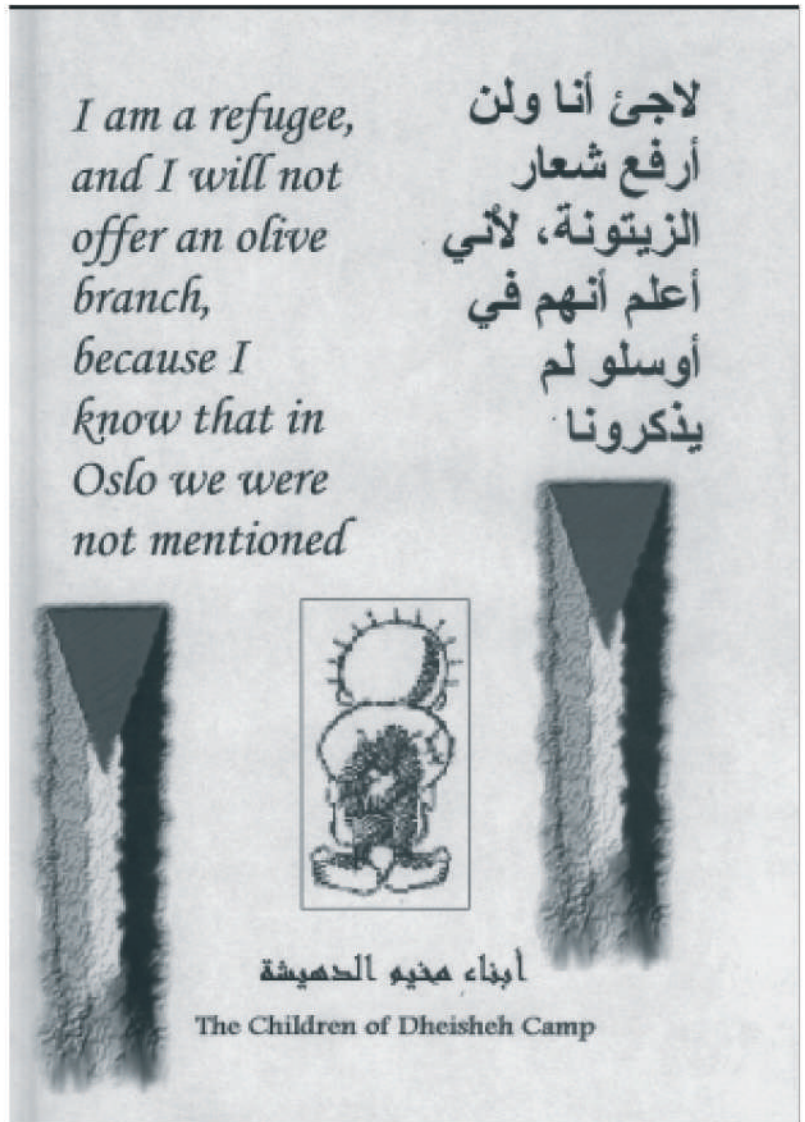 I am a refugee,
and I will not
offer an olive
branch,
because I
know that in
Oslo we were
not mentioned
لاجئ أنا ولن
أرفع شعار
الزيتونة، لأني
أعلم أنهم في
أوسلو لم
يذكرونا
أبناء مخيم الدهيشة
The Children of Dheisheh Camp